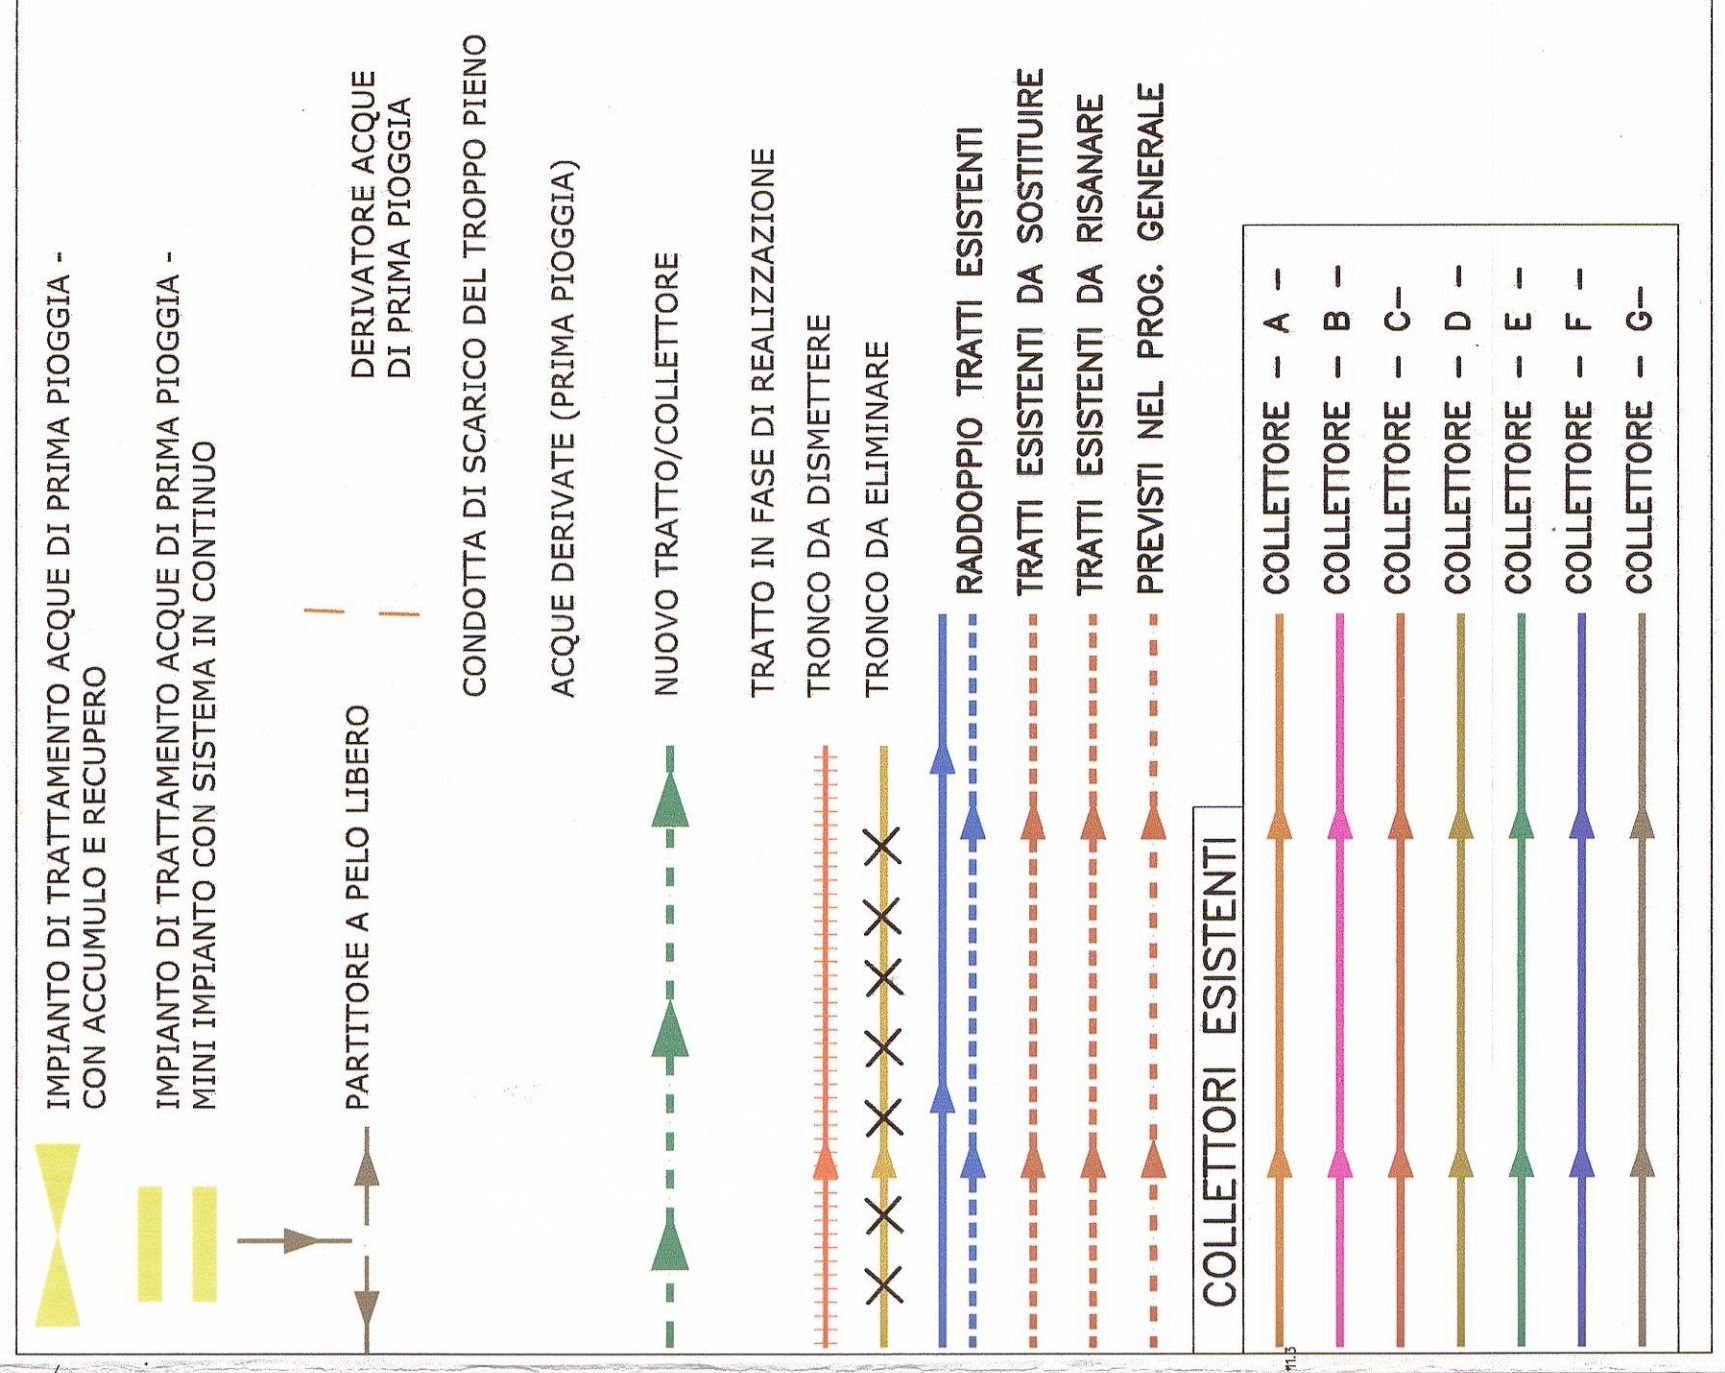 IMPIANTO DI TRATTAMENTO ACQUE DI PRIMA PIOGGIA -
CON ACCUMULO E RECUPERO
IMPIANTO DI TRATTAMENTO ACQUE DI PRIMA PIOGGIA -
MINI IMPIANTO CON SISTEMA IN CONTINUO
PARTITORE A PELO LIBERO
DERIVATORE ACQUE
DI PRIMA PIOGGIA
CONDOTTA DI SCARICO DEL TROPPO PIENO
ACQUE DERIVATE (PRIMA PIOGGIA)
NUOVO TRATTO/COLLETTORE
TRATTO IN FASE DI REALIZZAZIONE
TRONCO DA DISMETTERE
TRONCO DA ELIMINARE
RADDOPPIO TRATTI ESISTENTI
TRATTI ESISTENTI DA SOSTITUIRE
TRATTI ESISTENTI DA RISANARE
PREVISTI NEL PROG. GENERALE
COLLETTORI ESISTENTI
COLLETTORE - A -
COLLETTORE - B -
COLLETTORE - C-
COLLETTORE - D -
COLLETTORE - E -
COLLETTORE - F -
COLLETTORE - G-